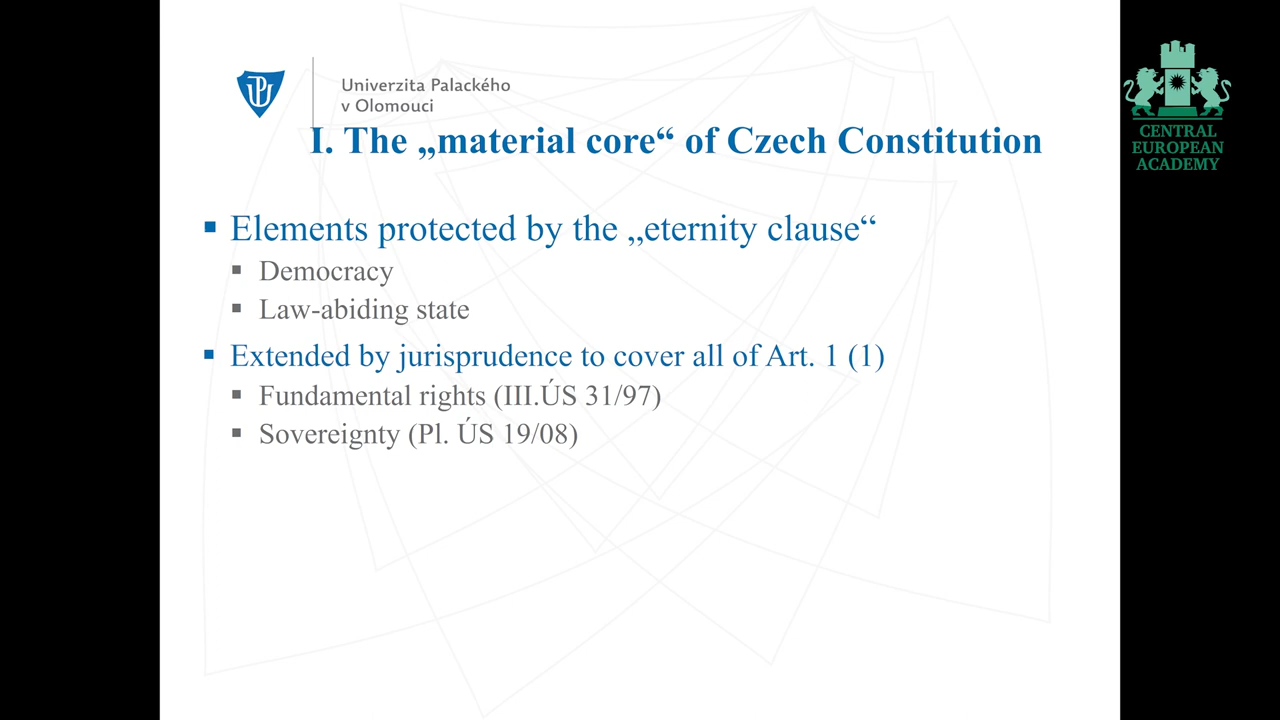 Univerzita Palackého
v Olomouci
I. The „material core“ of Czech Constitution
Elements protected by the „eternity clause“
Democracy
Law-abiding state
Extended by jurisprudence to cover all of Art. 1 (1)
Fundamental rights (III.ÚS 31/97)
Sovereignty (Pl. ÚS 19/08)
CENTRAL
EUROPEAN
ACADEMY